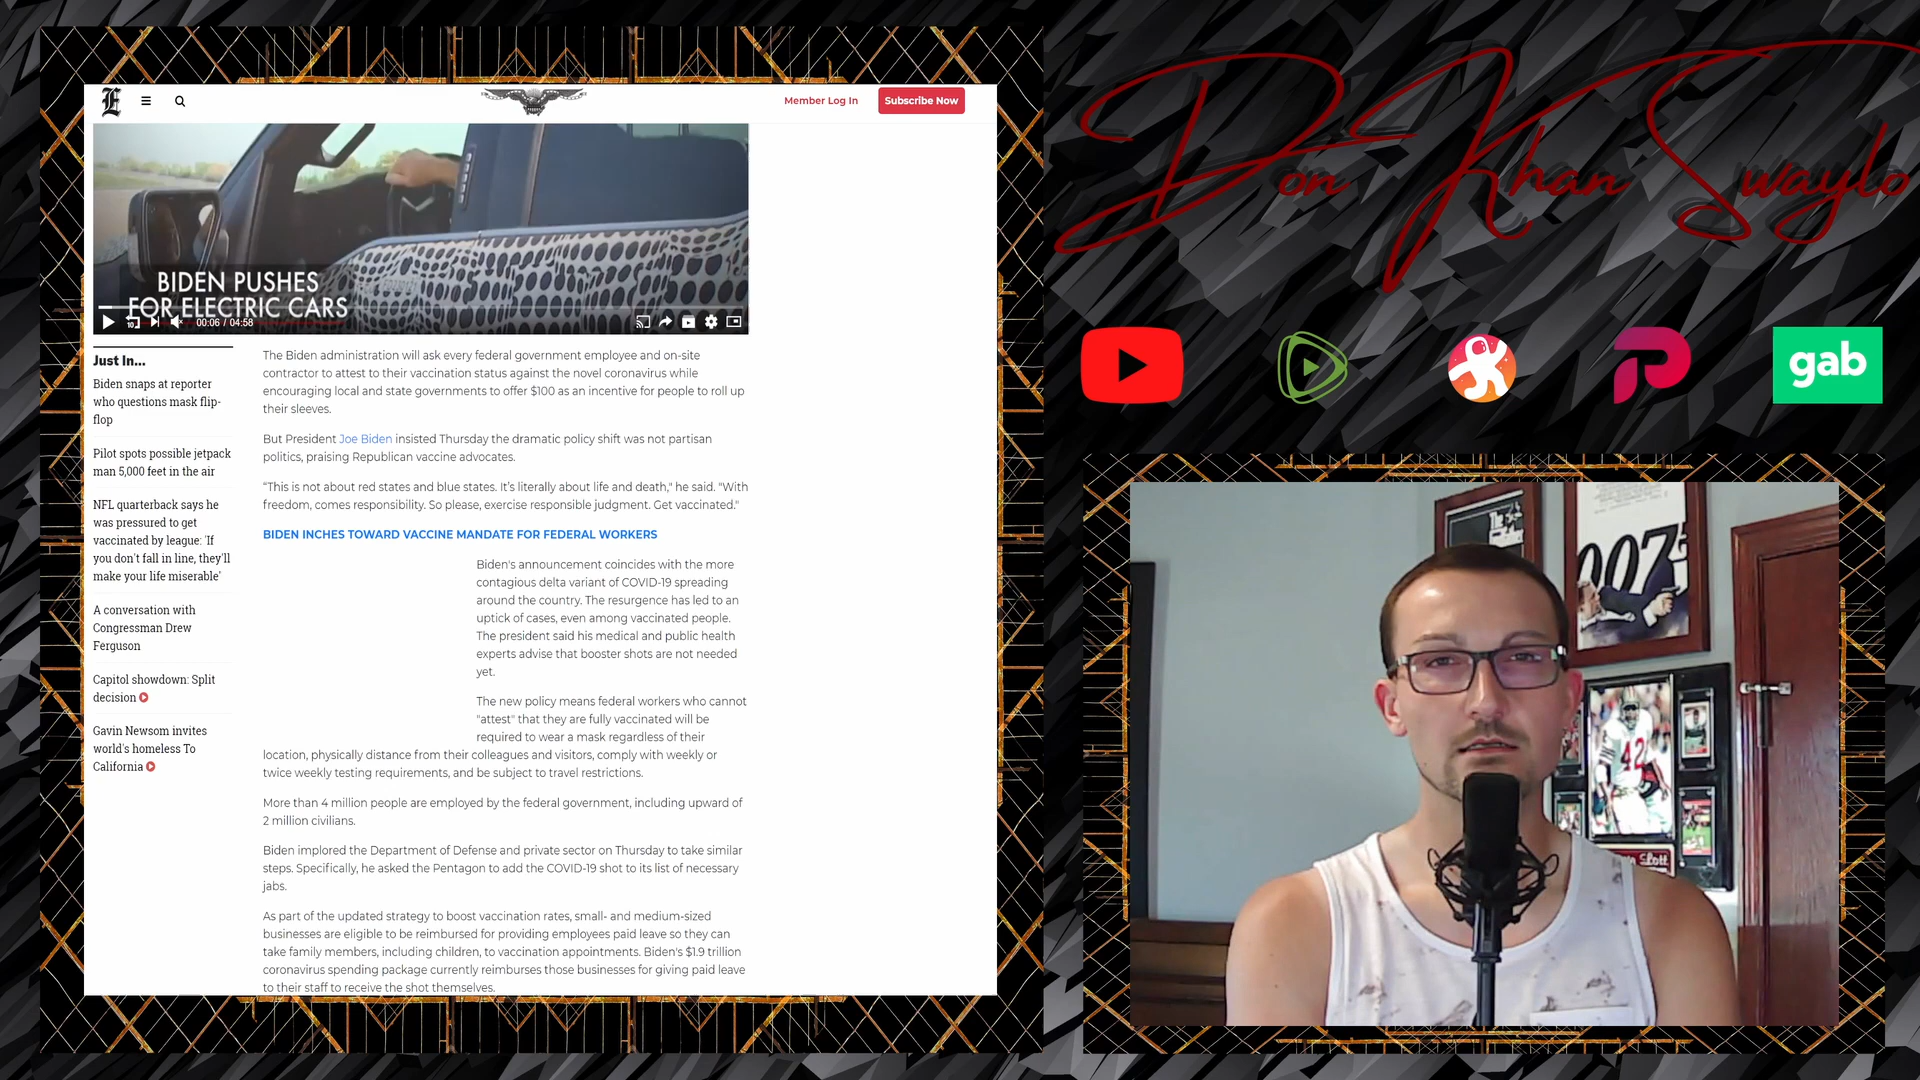 E
Member Log In
Subscribe Now
BIDEN PUSHES
FOR ELECTRIC CARS
10
00:06 / 04:58
Just In...
Biden snaps at reporter
who questions mask flip-
flop
Pilot spots possible jetpack
man 5,000 feet in the air
NFL quarterback says he
was pressured to get
vaccinated by league: 'If
you don't fall in line, they'll
make your life miserable'
A conversation with
Congressman Drew
Ferguson
Capitol showdown: Split
decision
Gavin Newsom invites
world's homeless To
California
The Biden administration will ask every federal government employee and on-site
contractor to attest to their vaccination status against the novel coronavirus while
encouraging local and state governments to offer $100 as an incentive for people to roll up
their sleeves.
But President Joe Biden insisted Thursday the dramatic policy shift was not partisan
politics, praising Republican vaccine advocates.
“This is not about red states and blue states. It’s literally about life and death," he said. "With
freedom, comes responsibility. So please, exercise responsible judgment. Get vaccinated."
BIDEN INCHES TOWARD VACCINE MANDATE FOR FEDERAL WORKERS
Biden's announcement coincides with the more
contagious delta variant of COVID-19 spreading
around the country. The resurgence has led to an
uptick of cases, even among vaccinated people.
The president said his medical and public health
experts advise that booster shots are not needed
yet.
The new policy means federal workers who cannot
"attest" that they are fully vaccinated will be
required to wear a mask regardless of their
location, physically distance from their colleagues and visitors, comply with weekly or
twice weekly testing requirements, and be subject to travel restrictions.
More than 4 million people are employed by the federal government, including upward of
2 million civilians.
Biden implored the Department of Defense and private sector on Thursday to take similar
steps. Specifically, he asked the Pentagon to add the COVID-19 shot to its list of necessary
jabs.
As part of the updated strategy to boost vaccination rates, small- and medium-sized
businesses are eligible to be reimbursed for providing employees paid leave so they can
take family members, including children, to vaccination appointments. Biden's $1.9 trillion
coronavirus spending package currently reimburses those businesses for giving paid leave
to their staff to receive the shot themselves.
Don Khan Swaylo
gab
The
007
42
Lott